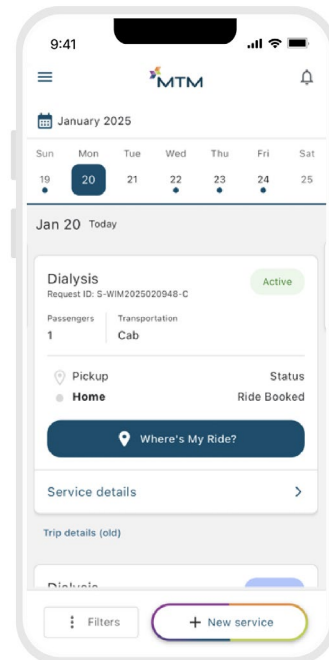 9:41
MTM
January 2025
Sun Mon Tue Wed Thu Fri Sat
19 20 21 22 23 24 25
Jan 20 Today
Dialysis
Active
Request ID: S-WIM2025020948-C
Passengers Transportation
1 Cab
Pickup Status
Home Ride Booked
Where's My Ride?
Service details
Trip details (old)
Dialysis
Filters
+ New service